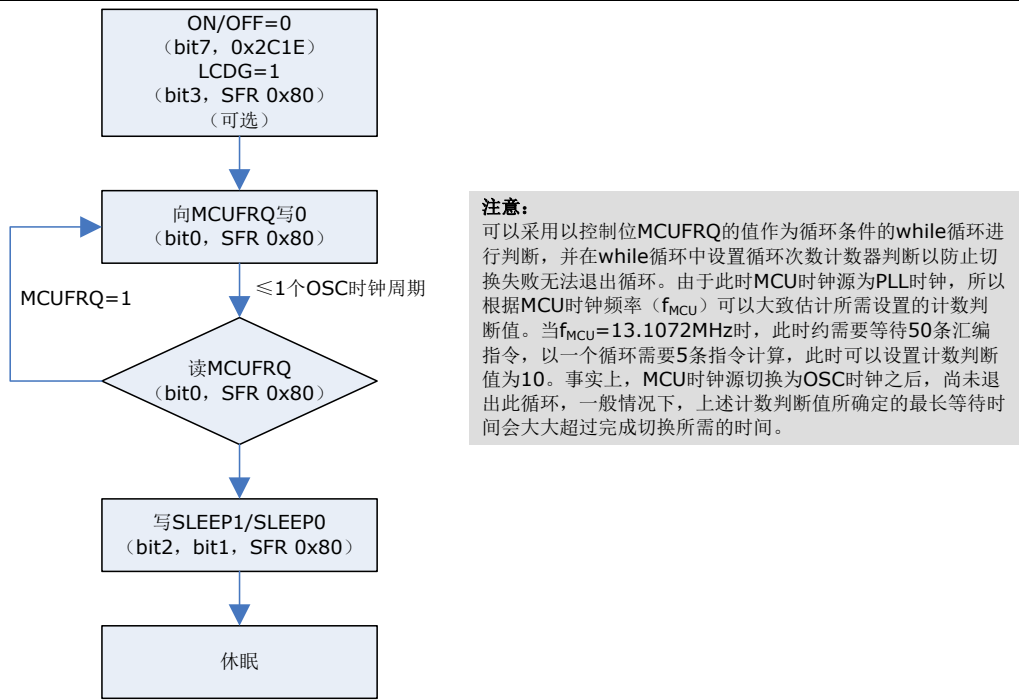 ON/OFF=0
（bit7，0x2C1E）
LCDG=1
（bit3，SFR 0x80）
（可选）
向MCUFRQ写0
（bit0，SFR 0x80）
MCUFRQ=1
≤1个OSC时钟周期
读MCUFRQ
（bit0，SFR 0x80）
写SLEEP1/SLEEP0
（bit2，bit1，SFR 0x80）
休眠
注意：
可以采用以控制位MCUFRQ的值作为循环条件的while循环进
行判断，并在while循环中设置循环次数计数器判断以防止切
换失败无法退出循环。由于此时MCU时钟源为PLL时钟，所以
根据MCU时钟频率（fMCU）可以大致估计所需设置的计数判
断值。当fMCU=13.1072MHz时，此时约需要等待50条汇编
指令，以一个循环需要5条指令计算，此时可以设置计数判断
值为10。事实上，MCU时钟源切换为OSC时钟之后，尚未退
出此循环，一般情况下，上述计数判断值所确定的最长等待时
间会大大超过完成切换所需的时间。